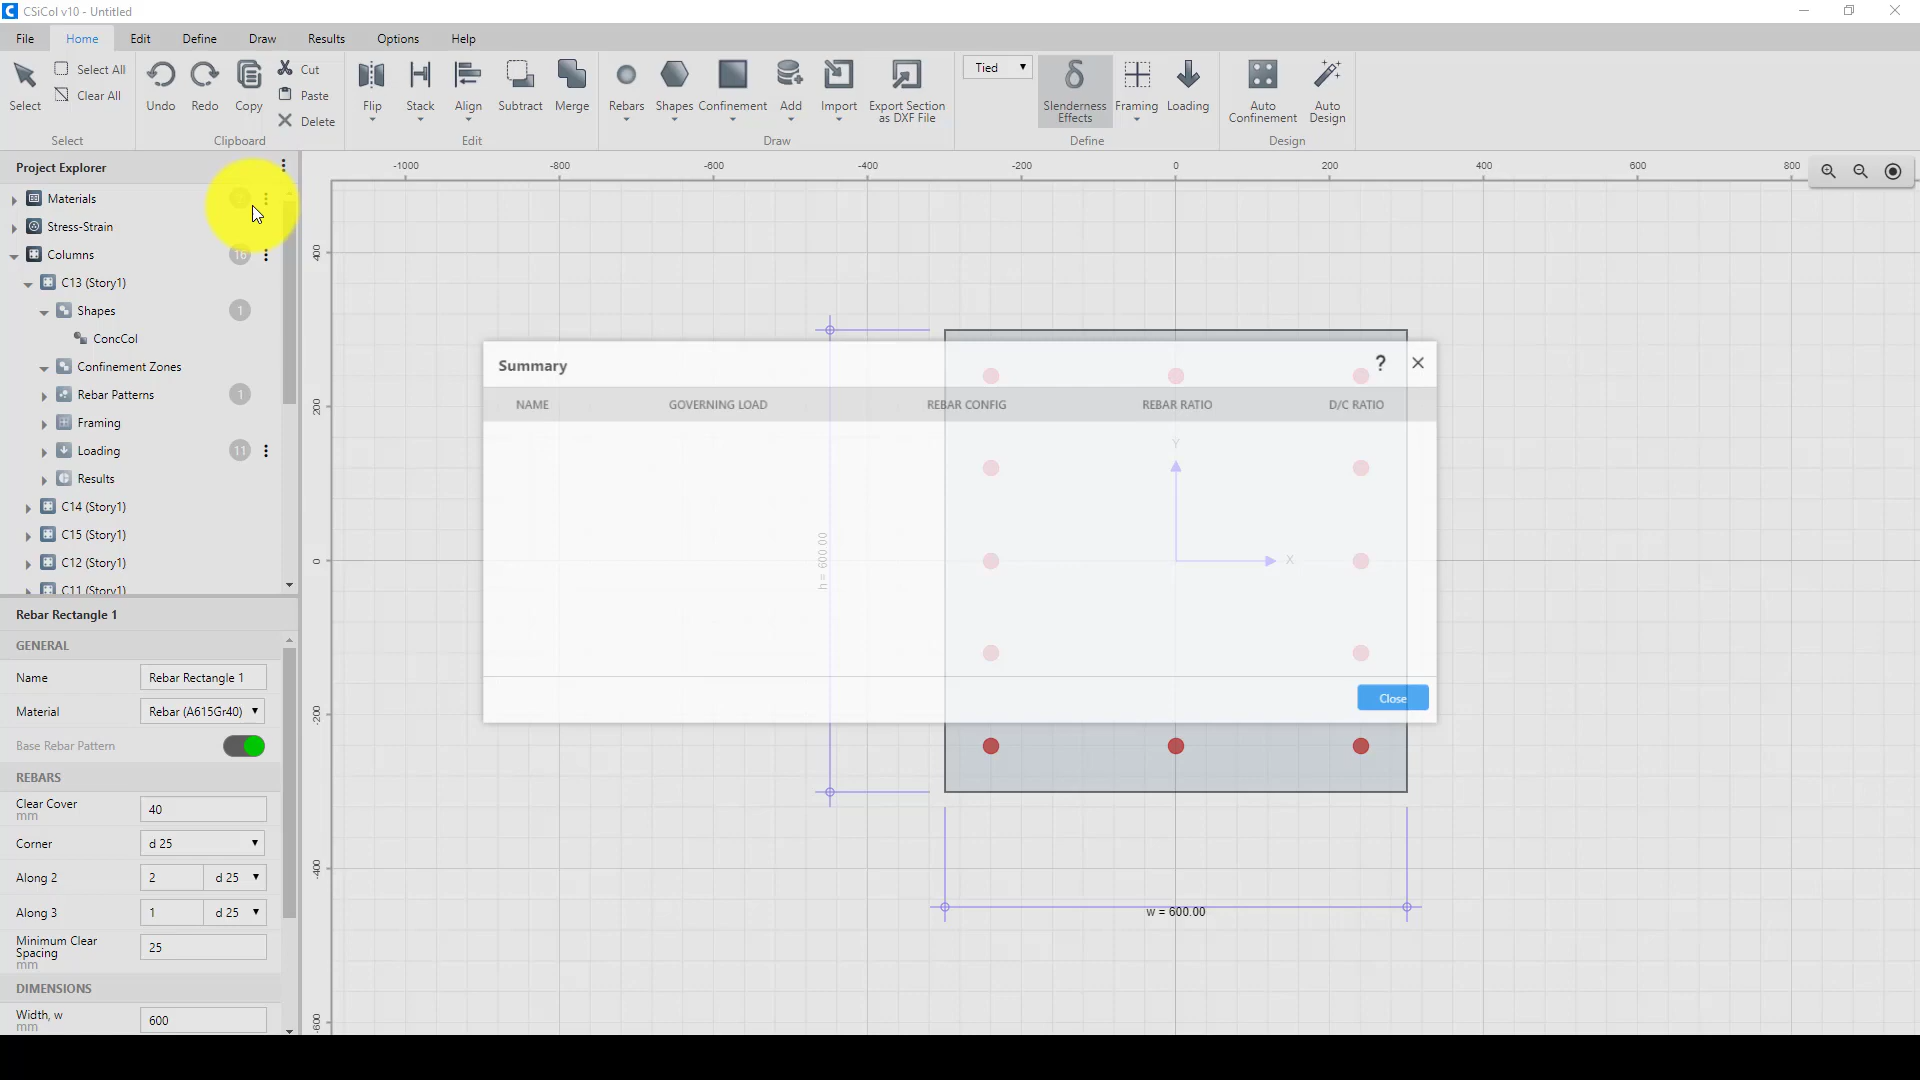 CSiCol v10 - Untitled
File Home Edit Define Draw Results Options Help
Select
Select All
Clear All
Select
Undo
Redo
Copy
Cut
Paste
Delete
Clipboard
Flip
Stack
Align
Subtract
Merge
Edit
Rebars
Shapes
Confinement
Add
Import
Export Section
as DXF File
Draw
Tied
Slenderness
Effects
Framing
Loading
Define
Auto
Confinement
Auto
Design
Design
Project Explorer
Materials
Stress-Strain
Columns 16
C13 (Story1)
Shapes 1
ConcCol
Confinement Zones
Rebar Patterns 1
Framing
Loading 11
Results
C14 (Story1)
C15 (Story1)
C12 (Story1)
C11 (Story1)
Rebar Rectangle 1
GENERAL
Name Rebar Rectangle 1
Material Rebar (A615Gr40)
Base Rebar Pattern
REBARS
Clear Cover
mm
40
Corner d 25
Along 2 2 d 25
Along 3 1 d 25
Minimum Clear
Spacing
mm
25
DIMENSIONS
Width, w
mm
600
-1000 -800 -600 -400 -200 0 200 400 600 800
400
200
0
-200
-400
-600
Summary ?
NAME GOVERNING LOAD REBAR CONFIG REBAR RATIO D/C RATIO
Y
X
h = 600.00
Close
w = 600.00